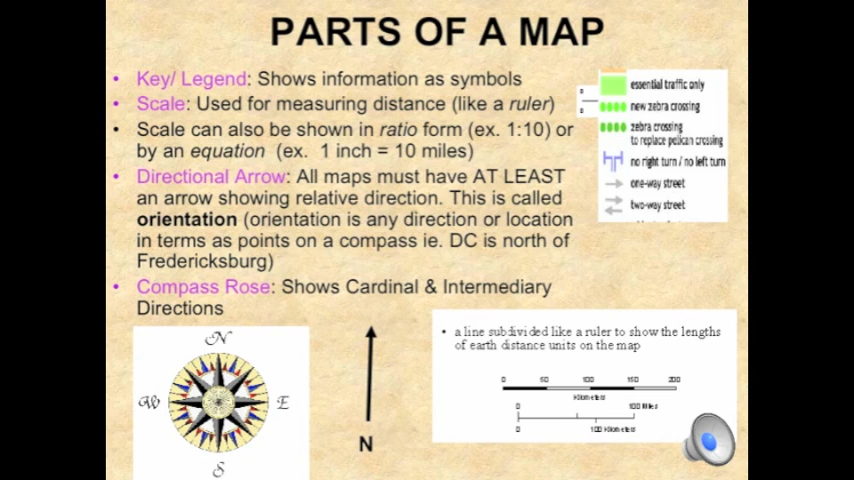 PARTS OF A MAP
• Key/ Legend: Shows information as symbols
• Scale: Used for measuring distance (like a ruler)
• Scale can also be shown in ratio form (ex. 1:10) or
by an equation (ex. 1 inch = 10 miles)
• Directional Arrow: All maps must have AT LEAST
an arrow showing relative direction. This is called
orientation (orientation is any direction or location
in terms as points on a compass ie. DC is north of
Fredericksburg)
• Compass Rose: Shows Cardinal & Intermediary
Directions
essential traffic only
new zebra crossing
zebra crossing
to replace pelican crossing
no right turn / no left turn
one-way street
two-way street
N
W E
S
N
• a line subdivided like a ruler to show the lengths
of earth distance units on the map
0 50 100 150 200
Kilometers
0 100 Miles
0 100 Kilometers